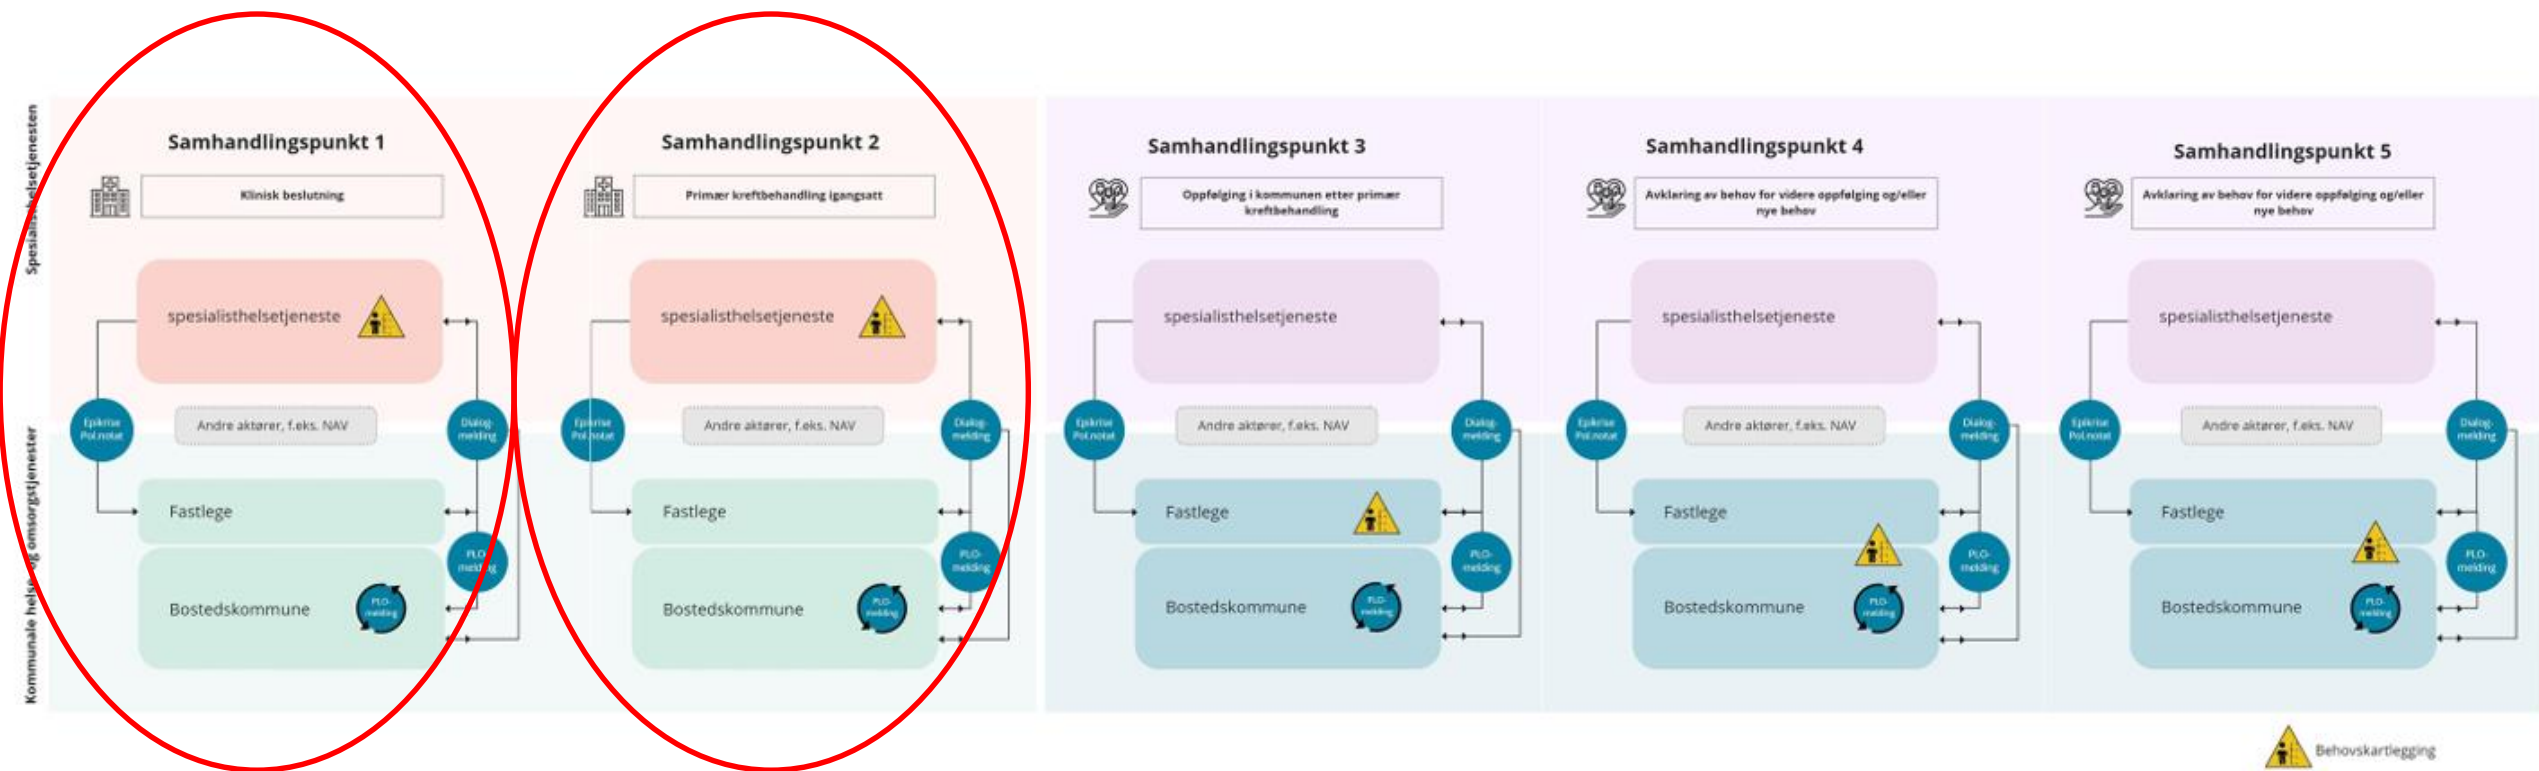 Spesialisthelsetjenesten
Kommunale helse- og omsorgstjenester
Samhandlingspunkt 1
Klinisk beslutning
spesialisthelsetjeneste
Epikrise
Pol.notat
Andre aktører, f.eks. NAV
Dialog-
melding
Fastlege
PLO-
melding
Bostedskommune
PLO-
melding
Samhandlingspunkt 2
Primær kreftbehandling igangsatt
spesialisthelsetjeneste
Epikrise
Pol.notat
Andre aktører, f.eks. NAV
Dialog-
melding
Fastlege
PLO-
melding
Bostedskommune
PLO-
melding
Samhandlingspunkt 3
Oppfølging i kommunen etter primær
kreftbehandling
spesialisthelsetjeneste
Epikrise
Pol.notat
Andre aktører, f.eks. NAV
Dialog-
melding
Fastlege
PLO-
melding
Bostedskommune
PLO-
melding
Samhandlingspunkt 4
Avklaring av behov for videre oppfølging og/eller
nye behov
spesialisthelsetjeneste
Epikrise
Pol.notat
Andre aktører, f.eks. NAV
Dialog-
melding
Fastlege
PLO-
melding
Bostedskommune
PLO-
melding
Samhandlingspunkt 5
Avklaring av behov for videre oppfølging og/eller
nye behov
spesialisthelsetjeneste
Epikrise
Pol.notat
Andre aktører, f.eks. NAV
Dialog-
melding
Fastlege
PLO-
melding
Bostedskommune
PLO-
melding
Behovskartlegging